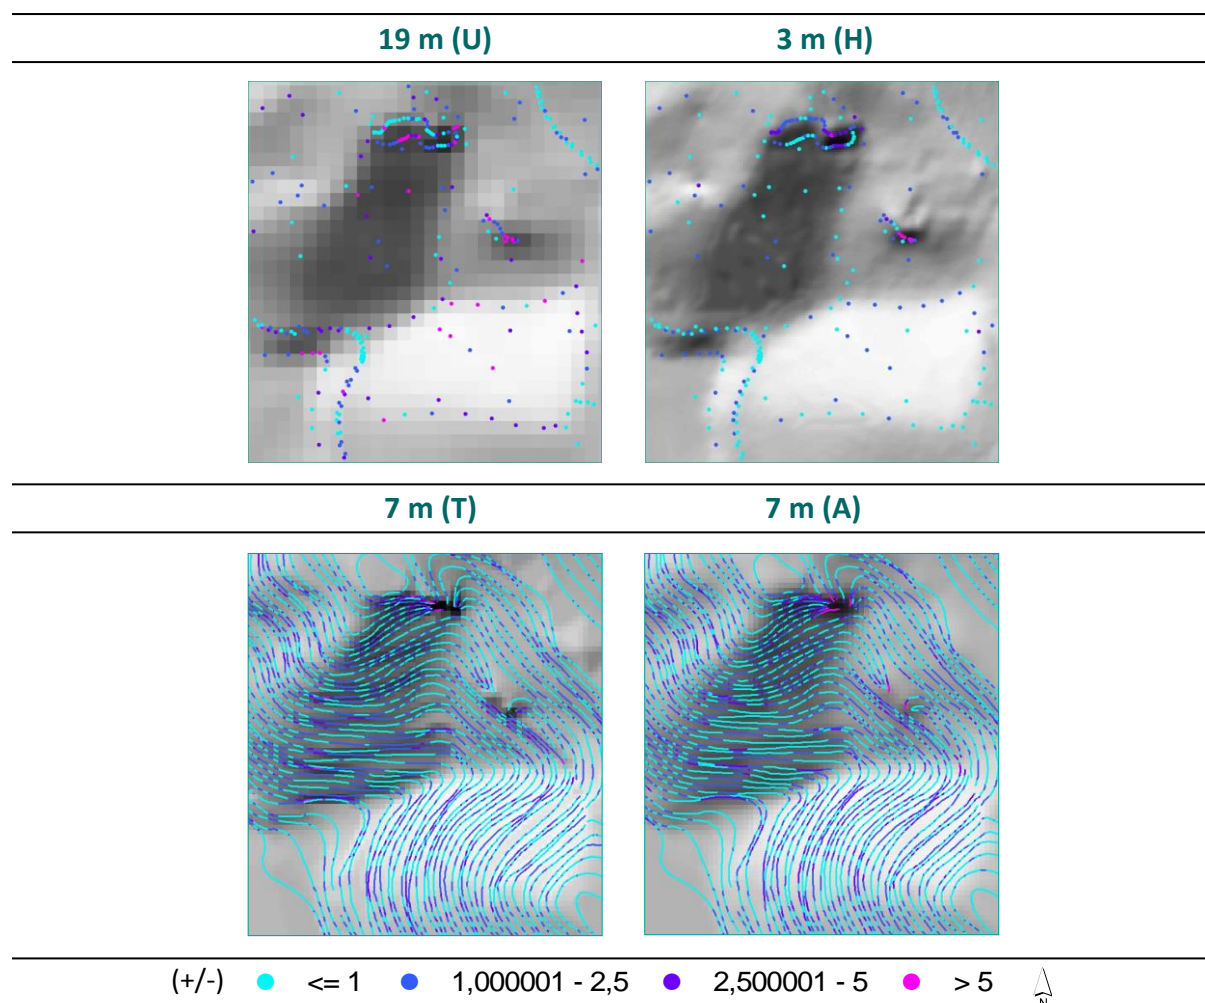 19 m (U) 3 m (H)
7 m (T) 7 m (A)
(+/-) <= 1 1,000001 - 2,5 2,500001 - 5 > 5 N